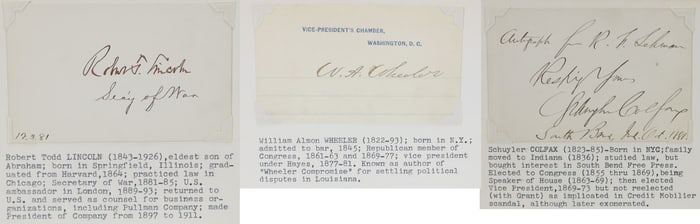 Robt T. Lincoln
Sec'y of War
12.9.81
Robert Todd LINCOLN (1843-1926),eldest son of
Abraham; born in Springfield, Illinois; grad-
uated from Harvard,1864; practiced law in
Chicago; Secretary of War,1881-85; U.S.
ambassador in London, 1889-93; returned to
U.S. and served as counsel for business or-
ganizations, including Pullman Company; made
President of Company from 1897 to 1911.
VICE-PRESIDENT'S CHAMBER,
WASHINGTON, D. C.
W. A. Wheeler
William Almon WHEELER (1822-93); born in N.Y.;
admitted to bar, 1845; Republican member of
Congress, 1861-63 and 1869-77; vice president
under Hayes, 1877-81. Known as author of
"Wheeler Compromise" for settling political
disputes in Louisiana.
Autograph for R. F. Lehman
Resply Yours
Schuyler Colfax
South Bend, Ind.
Schuyler COLFAX (1823-85)-Born in NYC;family
moved to Indiana (1836); studied law, but
bought interest in South Bend Free Press.
Elected to Congress (1855 thru 1869), being
Speaker of House (1863-69); then elected
Vice President,1869-73 but not reelected
(with Grant) as implicated in Credit Mobilier
scandal, although later exonerated.